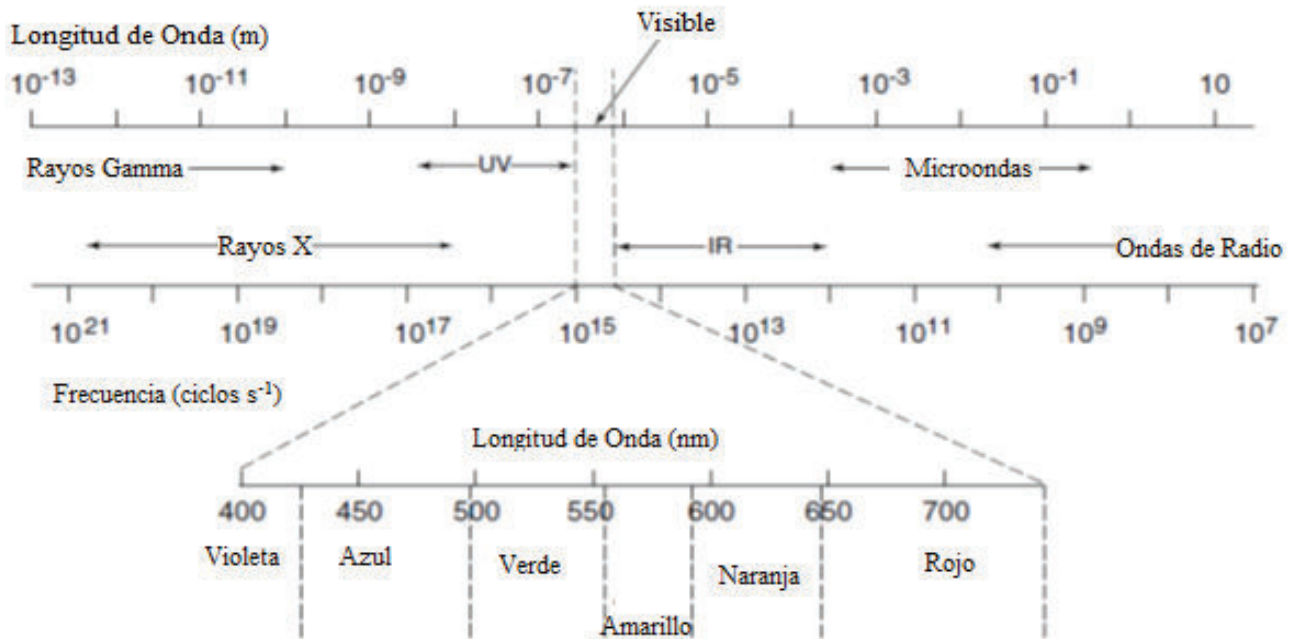 Visible
Longitud de Onda (m)
10⁻¹³ 10⁻¹¹ 10⁻⁹ 10⁻⁷ 10⁻⁵ 10⁻³ 10⁻¹ 10
Rayos Gamma UV Microondas
Rayos X IR Ondas de Radio
10²¹ 10¹⁹ 10¹⁷ 10¹⁵ 10¹³ 10¹¹ 10⁹ 10⁷
Frecuencia (ciclos s⁻¹)
Longitud de Onda (nm)
400 450 500 550 600 650 700
Violeta Azul Verde Naranja Rojo
Amarillo